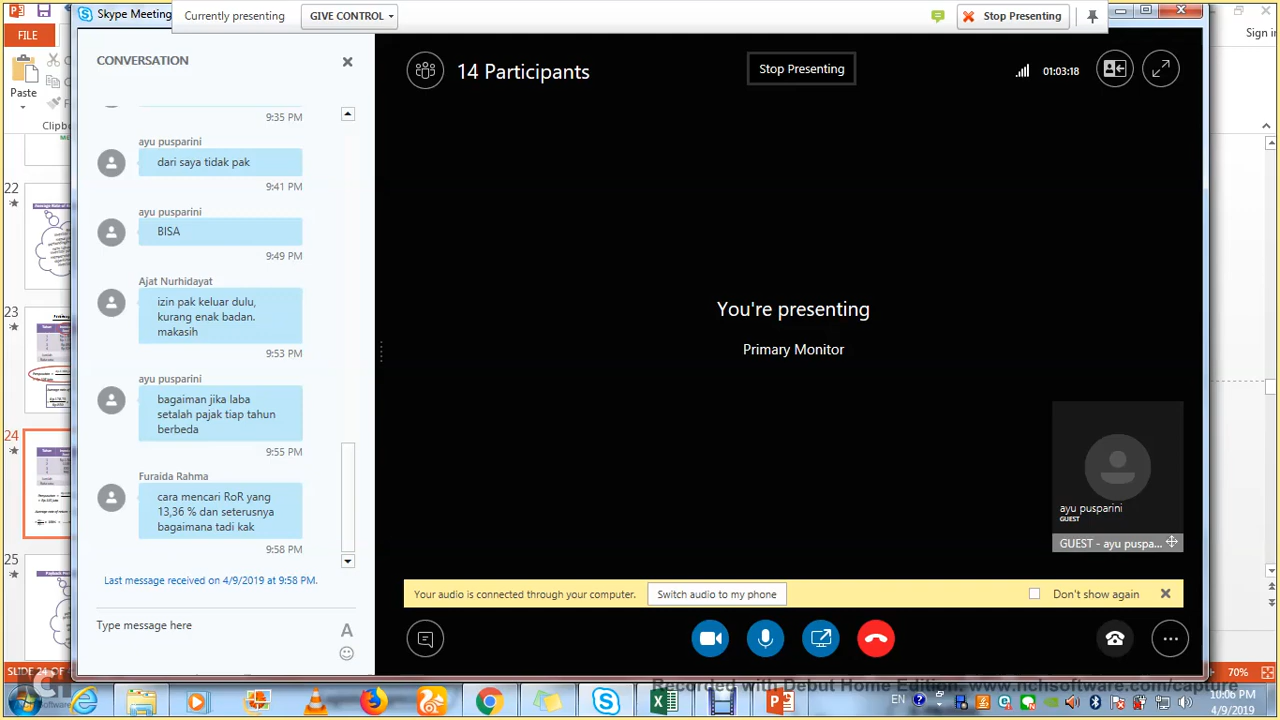 Skype Meeting
Currently presenting
GIVE CONTROL
Stop Presenting
FILE
Sign in
Paste
Clipb
CONVERSATION
9:35 PM
ayu pusparini
dari saya tidak pak
9:41 PM
ayu pusparini
BISA
9:49 PM
Ajat Nurhidayat
izin pak keluar dulu,
kurang enak badan.
makasih
9:53 PM
ayu pusparini
bagaiman jika laba
setalah pajak tiap tahun
berbeda
9:55 PM
Furaida Rahma
cara mencari RoR yang
13,36 % dan seterusnya
bagaimana tadi kak
9:58 PM
Last message received on 4/9/2019 at 9:58 PM.
Type message here
A
22
23
24
25
14 Participants
Stop Presenting
01:03:18
You're presenting
Primary Monitor
ayu pusparini
GUEST
GUEST - ayu puspa...
Your audio is connected through your computer.
Switch audio to my phone
Don't show again
SLIDE 24 OF
70%
Recorded with Debut Home Edition. www.nchsoftware.com/capture
EN
10:06 PM
4/9/2019